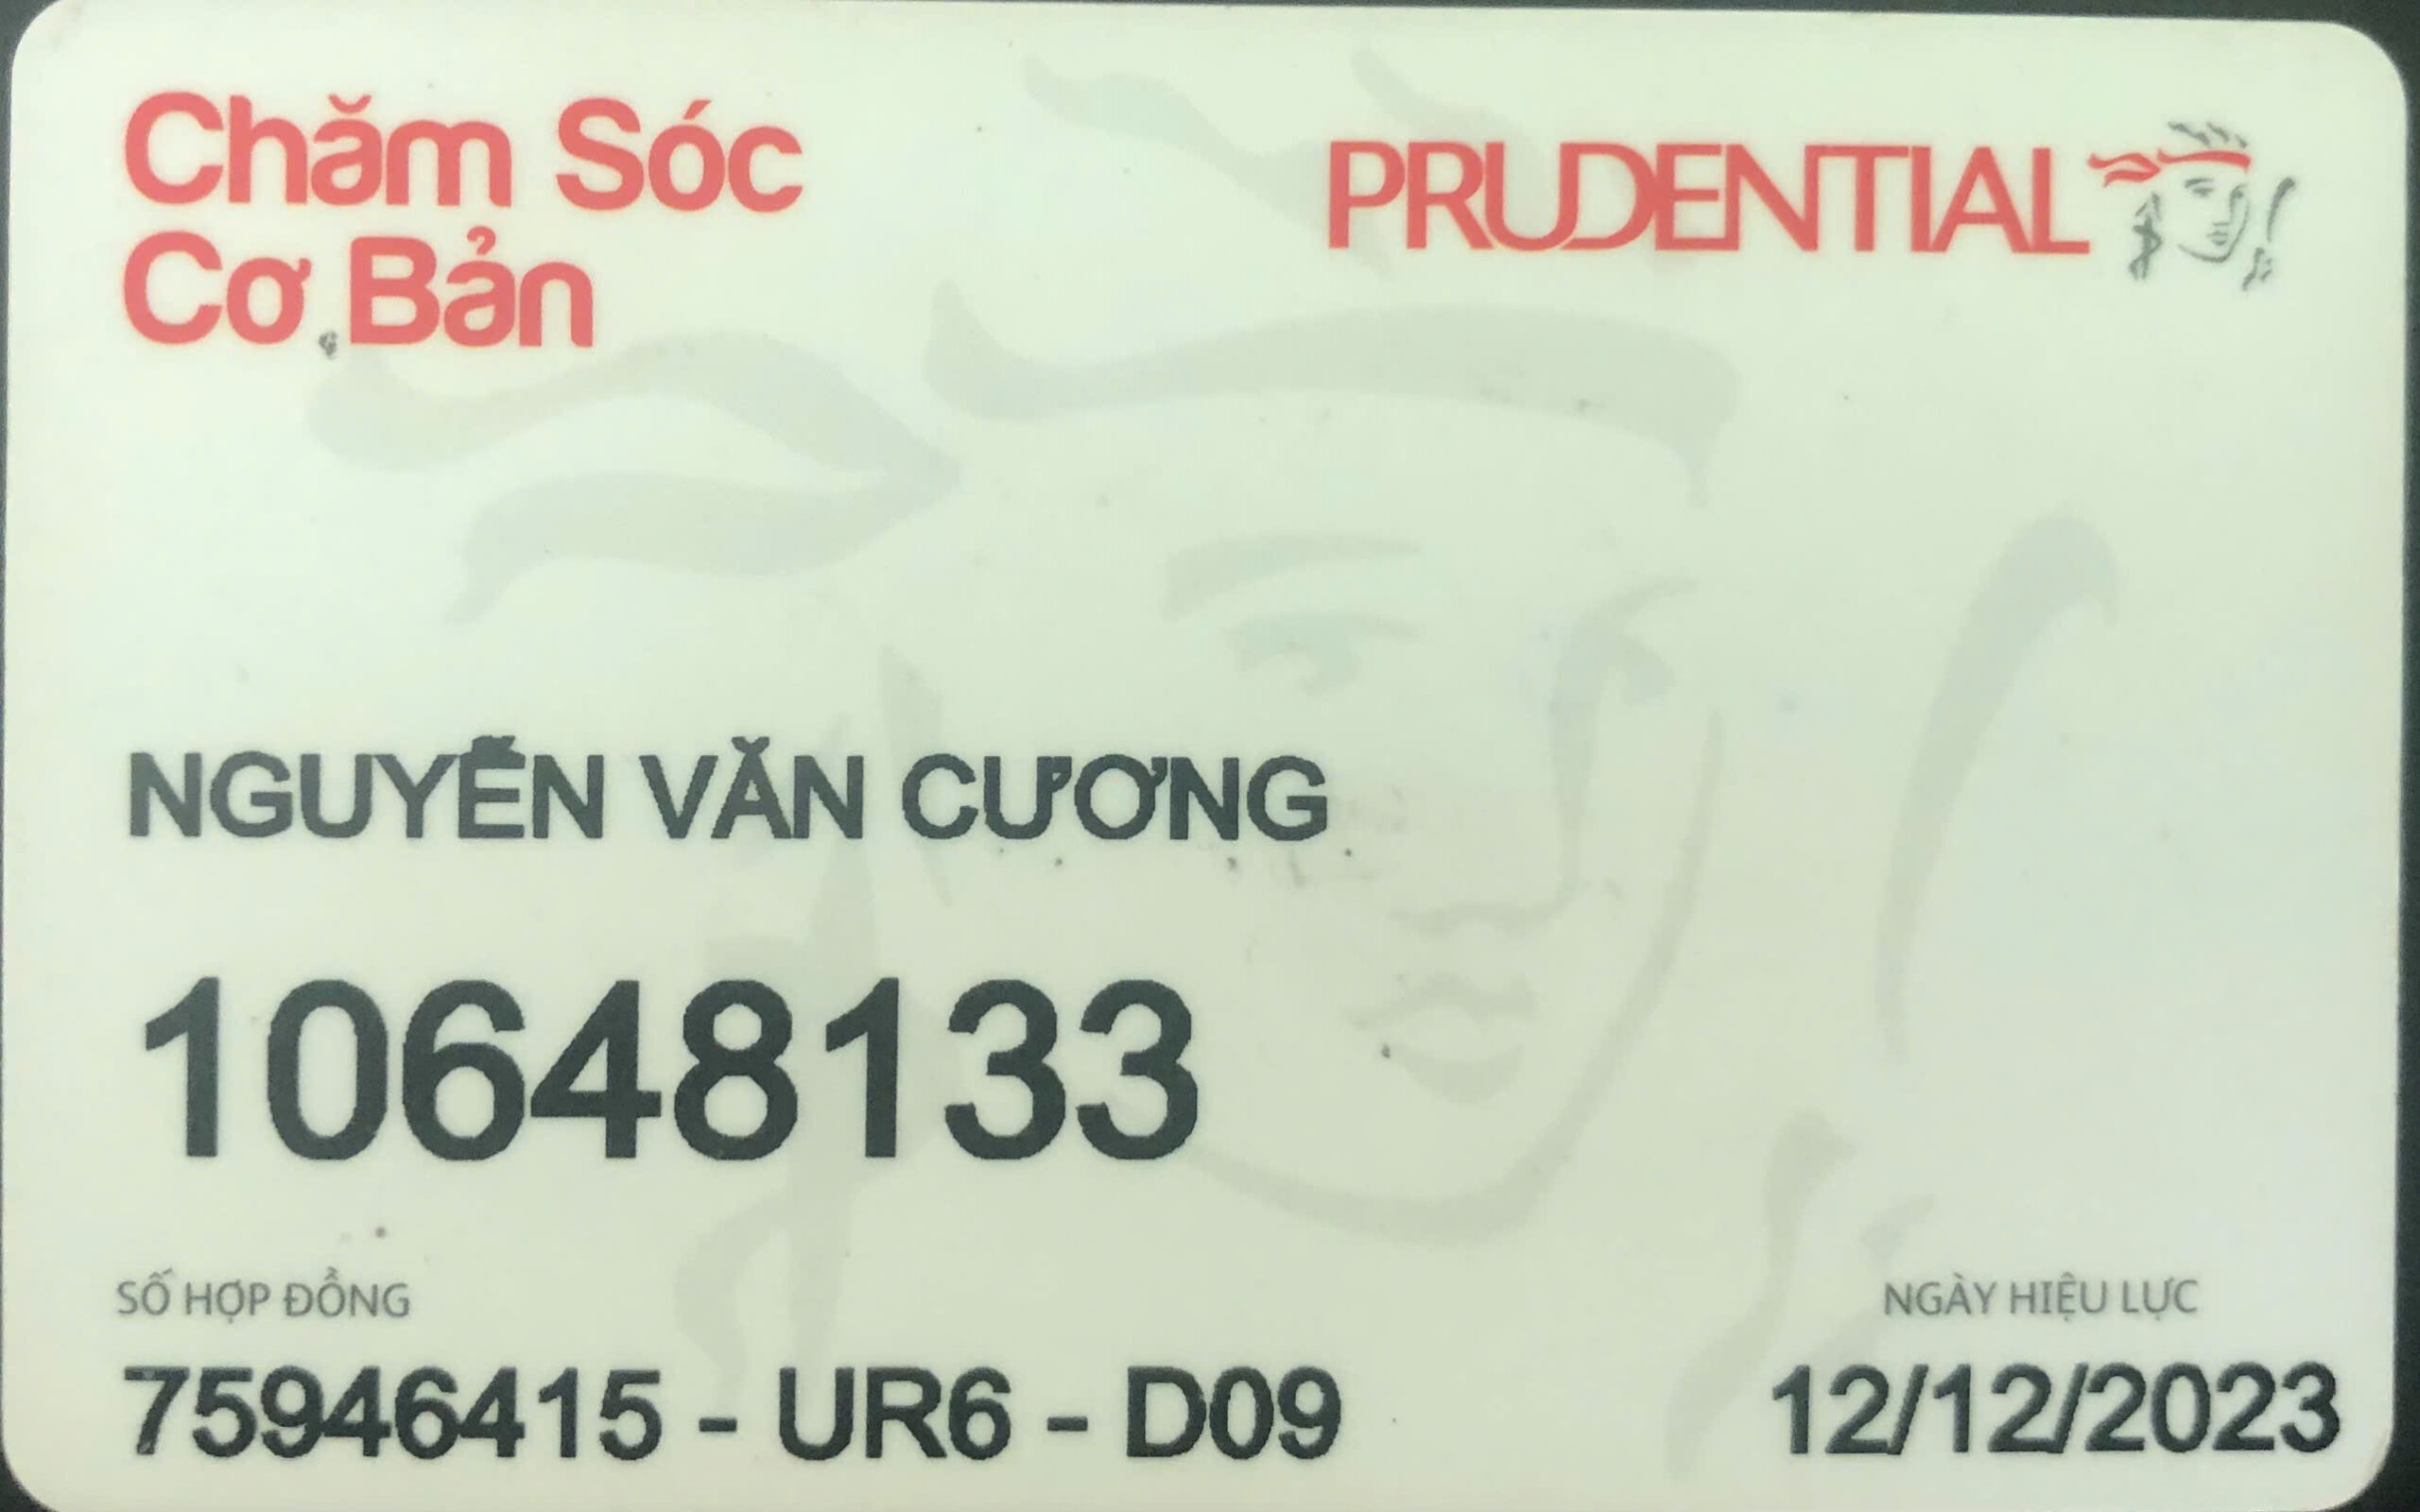 Chăm Sóc
Cơ Bản
PRUDENTIAL
NGUYỄN VĂN CƯƠNG
10648133
SỐ HỢP ĐỒNG
75946415 - UR6 - D09
NGÀY HIỆU LỰC
12/12/2023